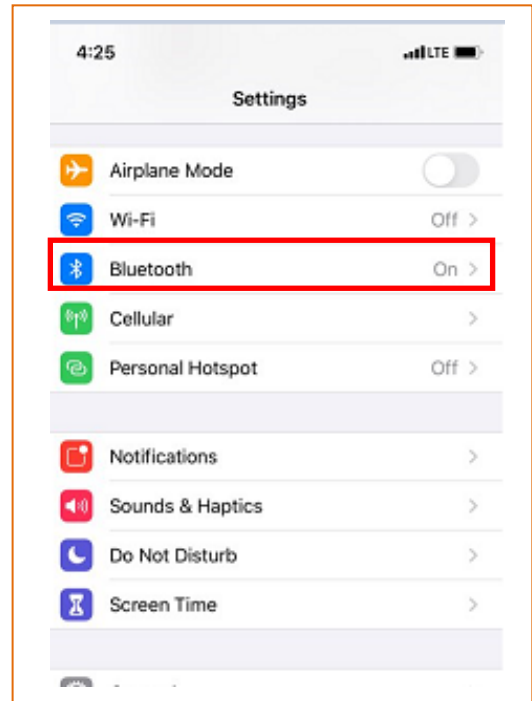 4:25 LTE
Settings
Airplane Mode
Wi-Fi Off >
Bluetooth On >
Cellular >
Personal Hotspot Off >
Notifications >
Sounds & Haptics >
Do Not Disturb >
Screen Time >